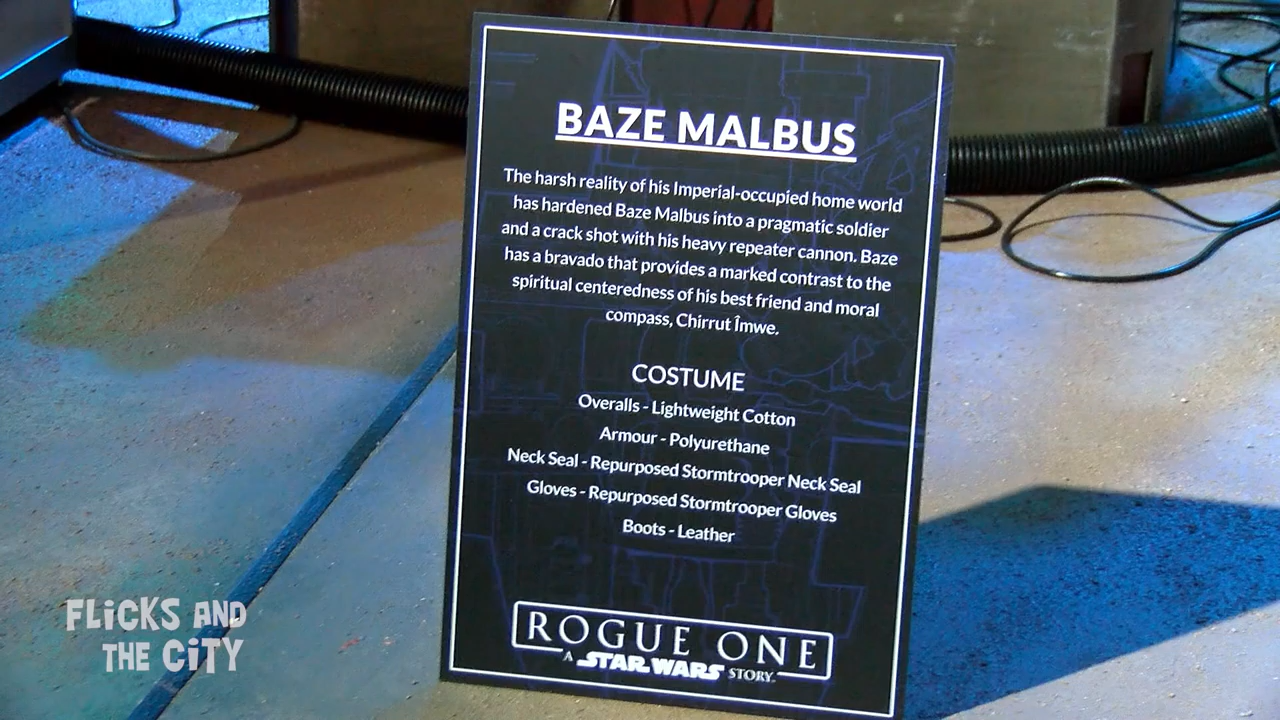 BAZE MALBUS
The harsh reality of his Imperial-occupied home world
has hardened Baze Malbus into a pragmatic soldier
and a crack shot with his heavy repeater cannon. Baze
has a bravado that provides a marked contrast to the
spiritual centeredness of his best friend and moral
compass, Chirrut Îmwe.
COSTUME
Overalls - Lightweight Cotton
Armour - Polyurethane
Neck Seal - Repurposed Stormtrooper Neck Seal
Gloves - Repurposed Stormtrooper Gloves
Boots - Leather
ROGUE ONE
A STAR WARS STORY
FLiCKS AND
THE CiTY